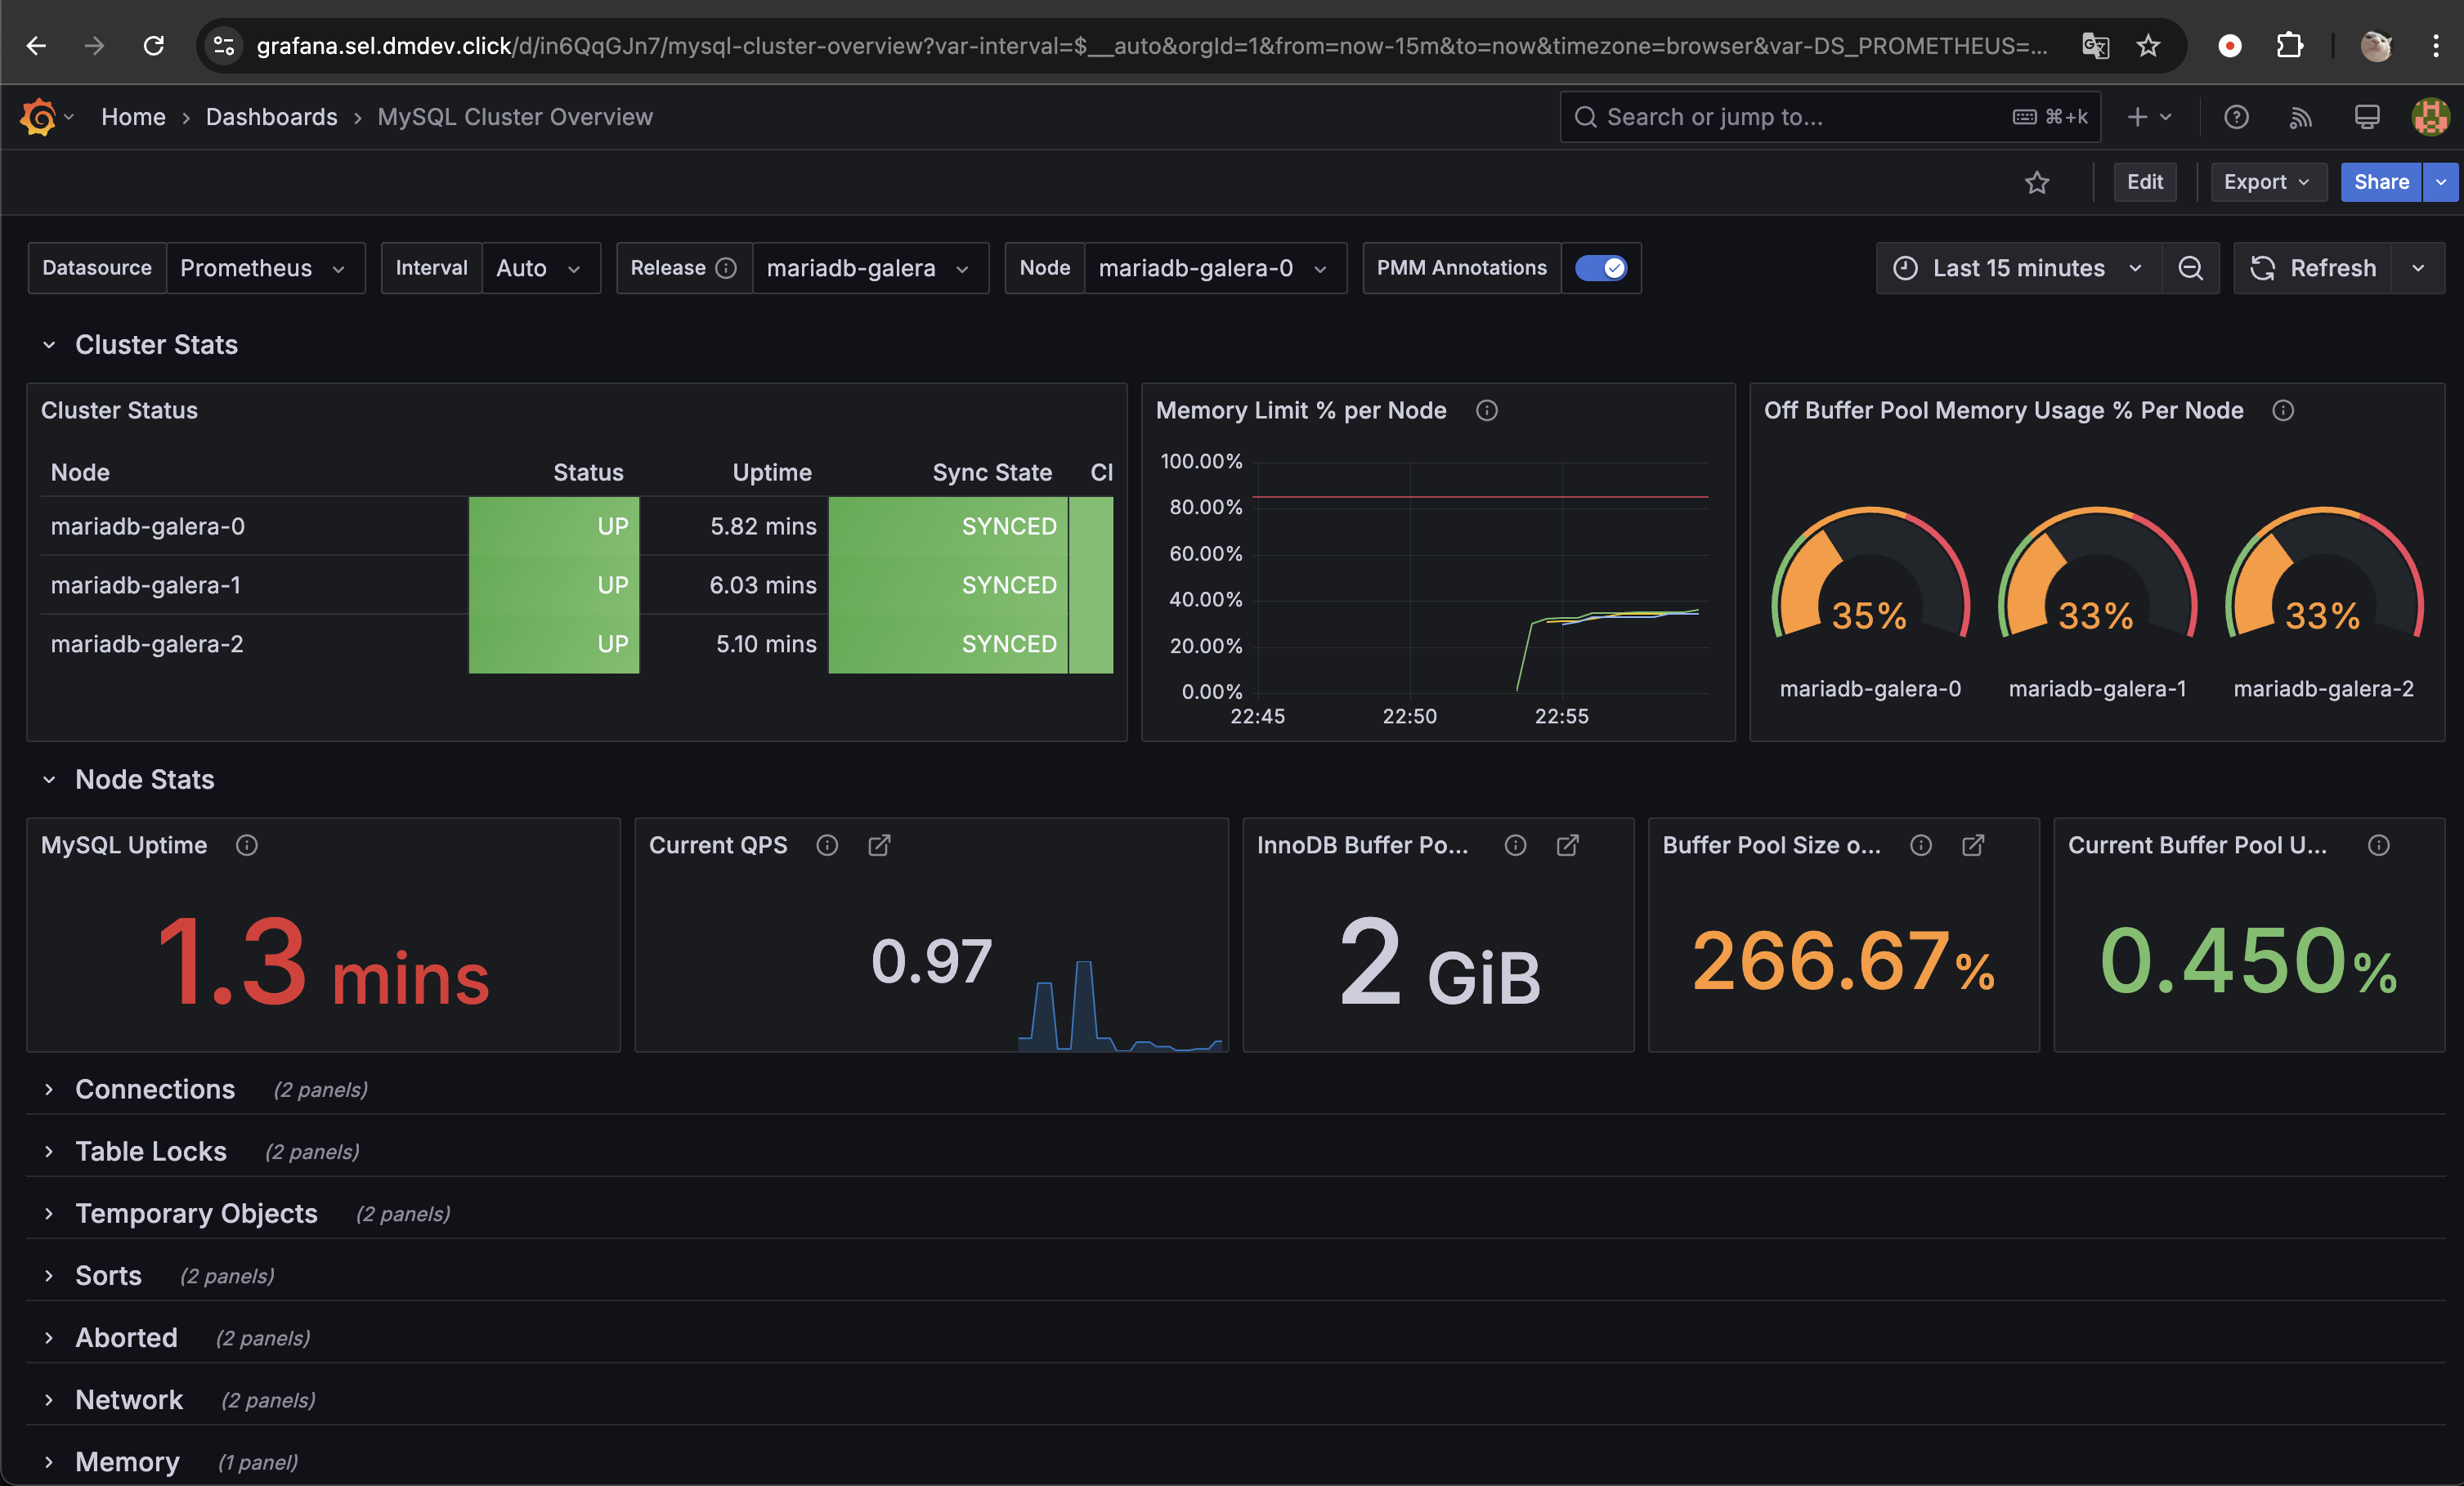 grafana.sel.dmdev.click/d/in6QqGJn7/mysql-cluster-overview?var-interval=$__auto&orgId=1&from=now-15m&to=now&timezone=browser&var-DS_PROMETHEUS=...
Home > Dashboards > MySQL Cluster Overview
Search or jump to...
⌘+k
Edit
Export
Share
Datasource
Prometheus
Interval
Auto
Release
mariadb-galera
Node
mariadb-galera-0
PMM Annotations
Last 15 minutes
Refresh
Cluster Stats
Cluster Status
Node Status Uptime Sync State Cl
mariadb-galera-0 UP 5.82 mins SYNCED
mariadb-galera-1 UP 6.03 mins SYNCED
mariadb-galera-2 UP 5.10 mins SYNCED
Memory Limit % per Node
100.00%
80.00%
60.00%
40.00%
20.00%
0.00%
22:45 22:50 22:55
Off Buffer Pool Memory Usage % Per Node
35% 33% 33%
mariadb-galera-0 mariadb-galera-1 mariadb-galera-2
Node Stats
MySQL Uptime
1.3 mins
Current QPS
0.97
InnoDB Buffer Po...
2 GiB
Buffer Pool Size o...
266.67%
Current Buffer Pool U...
0.450%
Connections (2 panels)
Table Locks (2 panels)
Temporary Objects (2 panels)
Sorts (2 panels)
Aborted (2 panels)
Network (2 panels)
Memory (1 panel)